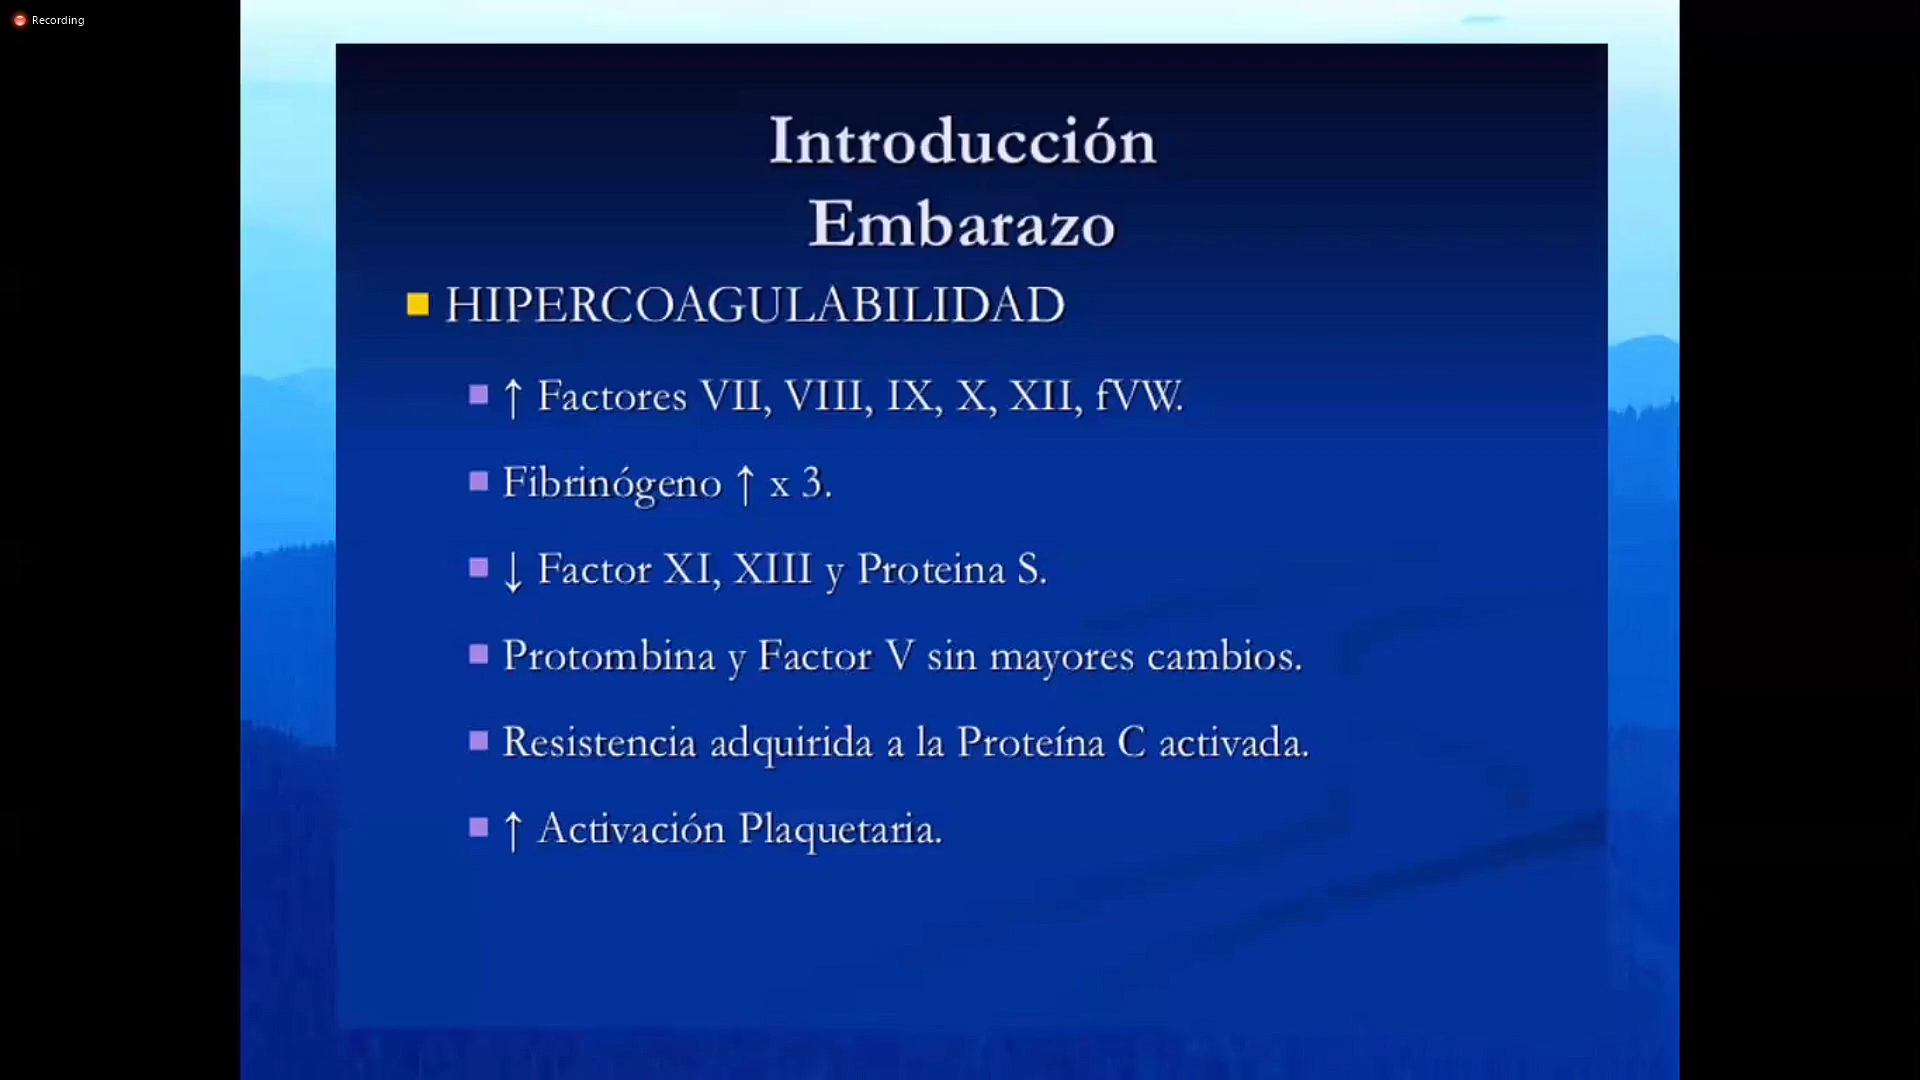 Recording
Introducción
Embarazo
HIPERCOAGULABILIDAD
↑ Factores VII, VIII, IX, X, XII, fVW.
Fibrinógeno ↑ x 3.
↓ Factor XI, XIII y Proteina S.
Protombina y Factor V sin mayores cambios.
Resistencia adquirida a la Proteína C activada.
↑ Activación Plaquetaria.